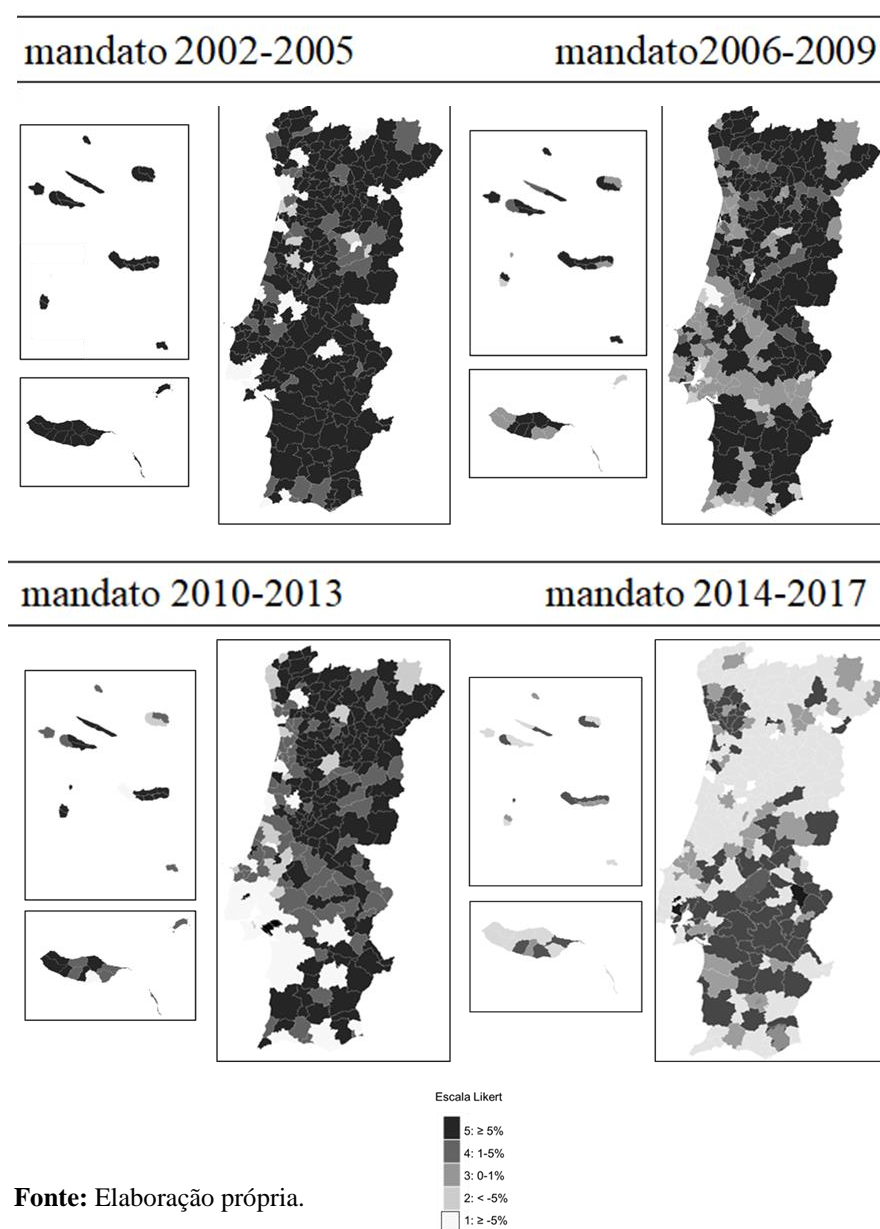 mandato 2002-2005
mandato2006-2009
mandato 2010-2013
mandato 2014-2017
Escala Likert
5: ≥ 5%
4: 1-5%
3: 0-1%
2: < -5%
1: ≥ -5%
Fonte: Elaboração própria.